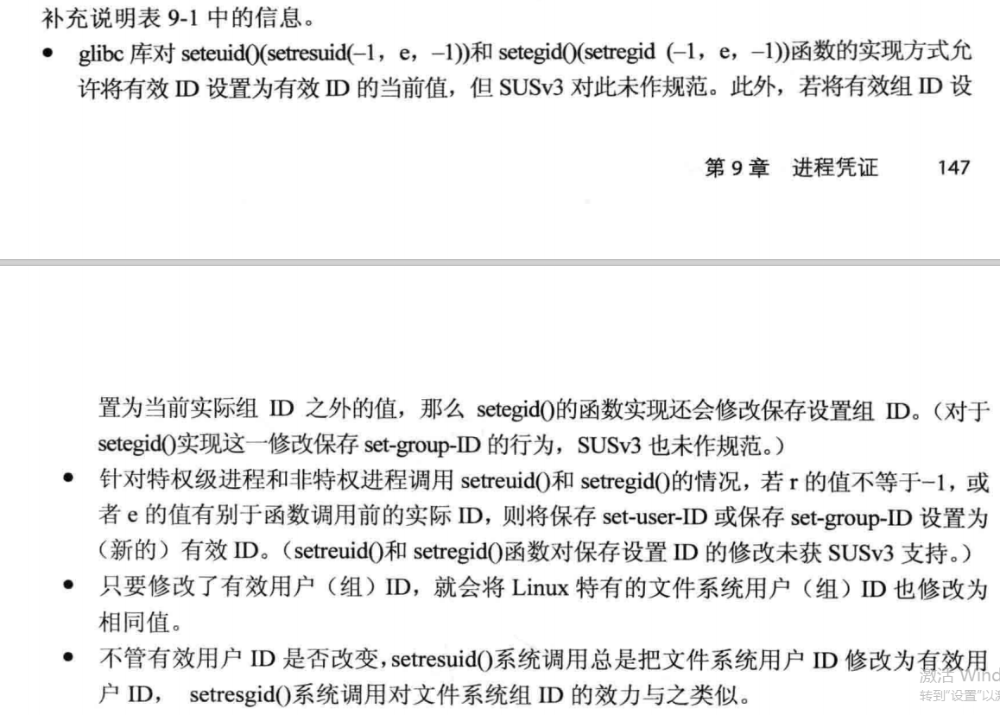 补充说明表 9-1 中的信息。
● glibc 库对 seteuid()(setresuid(–1，e，–1))和 setegid()(setregid (–1，e，–1))函数的实现方式允
许将有效 ID 设置为有效 ID 的当前值，但 SUSv3 对此未作规范。此外，若将有效组 ID 设
第 9 章 进程凭证 147
置为当前实际组 ID 之外的值，那么 setegid()的函数实现还会修改保存设置组 ID。（对于
setegid()实现这一修改保存 set-group-ID 的行为，SUSv3 也未作规范。）
● 针对特权级进程和非特权进程调用 setreuid()和 setregid()的情况，若 r 的值不等于–1，或
者 e 的值有别于函数调用前的实际 ID，则将保存 set-user-ID 或保存 set-group-ID 设置为
（新的）有效 ID。（setreuid()和 setregid()函数对保存设置 ID 的修改未获 SUSv3 支持。）
● 只要修改了有效用户（组）ID，就会将 Linux 特有的文件系统用户（组）ID 也修改为
相同值。
● 不管有效用户 ID 是否改变，setresuid()系统调用总是把文件系统用户 ID 修改为有效用
户 ID， setresgid()系统调用对文件系统组 ID 的效力与之类似。
激活 Wind
转到"设置"以